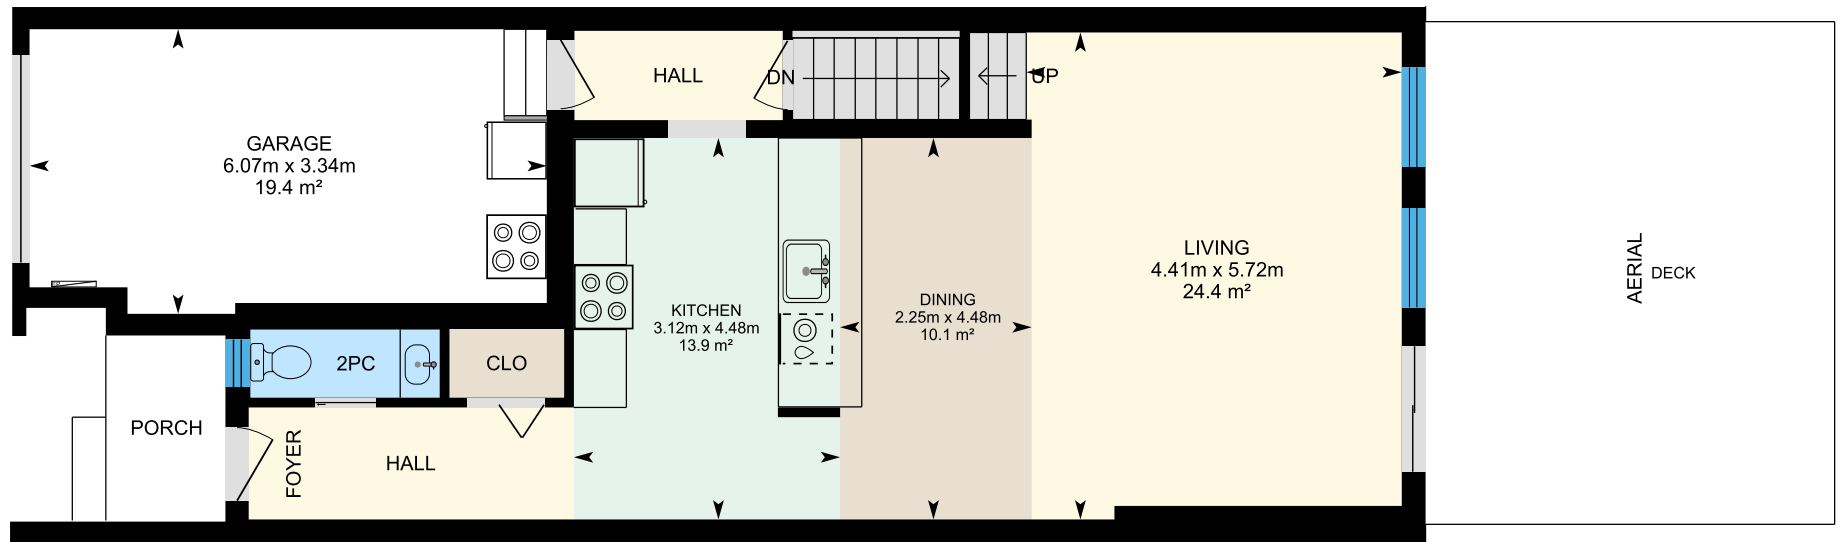 HALL
DN
UP
GARAGE
6.07m x 3.34m
19.4 m²
LIVING
4.41m x 5.72m
24.4 m²
AERIAL
DECK
KITCHEN
3.12m x 4.48m
13.9 m²
DINING
2.25m x 4.48m
10.1 m²
2PC
CLO
PORCH
FOYER
HALL